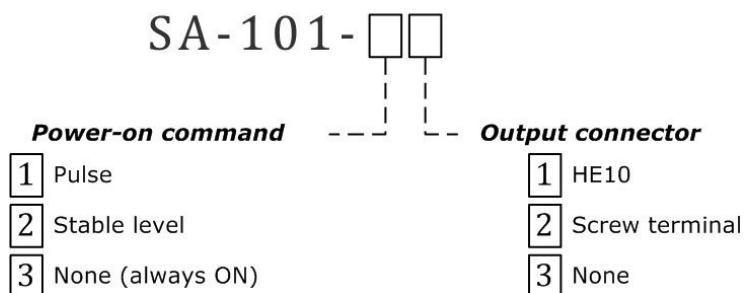 SA-101-
Power-on command
Output connector
1 Pulse
1 HE10
2 Stable level
2 Screw terminal
3 None (always ON)
3 None